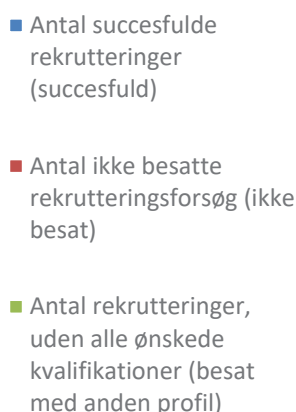 Antal succesfulde
rekrutteringer
(succesfuld)
Antal ikke besatte
rekrutteringsforsøg (ikke
besat)
Antal rekrutteringer,
uden alle ønskede
kvalifikationer (besat
med anden profil)